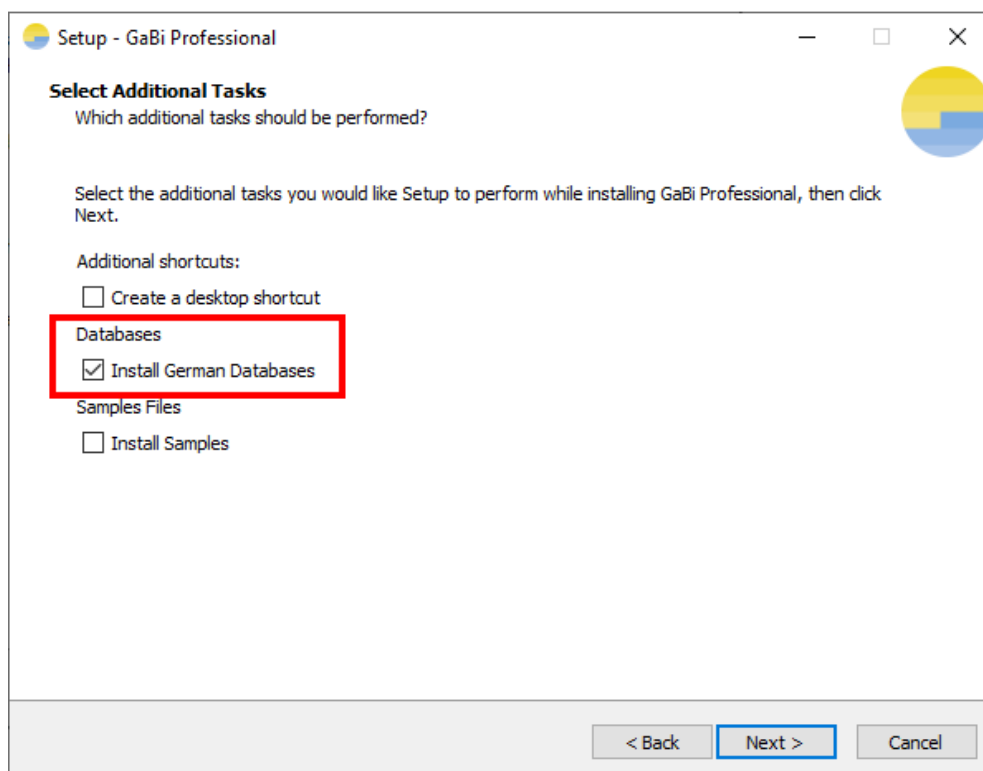 Setup - GaBi Professional
Select Additional Tasks
Which additional tasks should be performed?
Select the additional tasks you would like Setup to perform while installing GaBi Professional, then click
Next.
Additional shortcuts:
Create a desktop shortcut
Databases
Install German Databases
Samples Files
Install Samples
< Back
Next >
Cancel